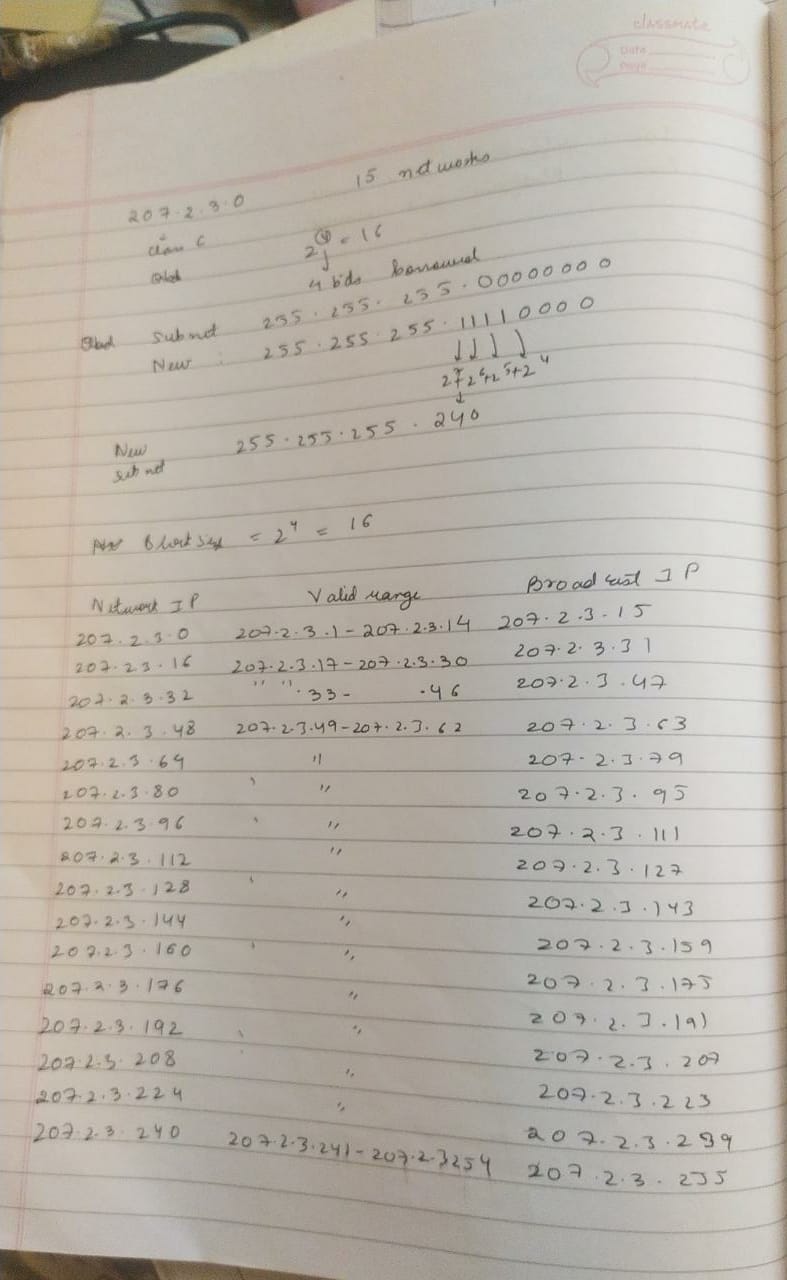 classmate
Date
Page
15 networks
207.2.3.0
class C
2^4 = 16
4 bits borrowed
Subnet 255.255.255.00000000
New : 255.255.255.11110000
2^7+2^6+2^5+2^4
New subnet 255.255.255.240
Block Size = 2^4 = 16
Network IP Valid range Broadcast IP
207.2.3.0 207.2.3.1-207.2.3.14 207.2.3.15
207.2.3.16 207.2.3.17-207.2.3.30 207.2.3.31
207.2.3.32 " " .33- .46 207.2.3.47
207.2.3.48 207.2.3.49-207.2.3.62 207.2.3.63
207.2.3.64 " 207.2.3.79
207.2.3.80 " 207.2.3.95
207.2.3.96 " 207.2.3.111
207.2.3.112 " 207.2.3.127
207.2.3.128 " 207.2.3.143
207.2.3.144 "
207.2.3.160 " 207.2.3.159
207.2.3.176 " 207.2.3.175
207.2.3.192 " 207.2.3.191
207.2.3.208 " 207.2.3.207
207.2.3.224 " 207.2.3.223
207.2.3.240 207.2.3.241-207.2.3254 207.2.3.239
207.2.3.255